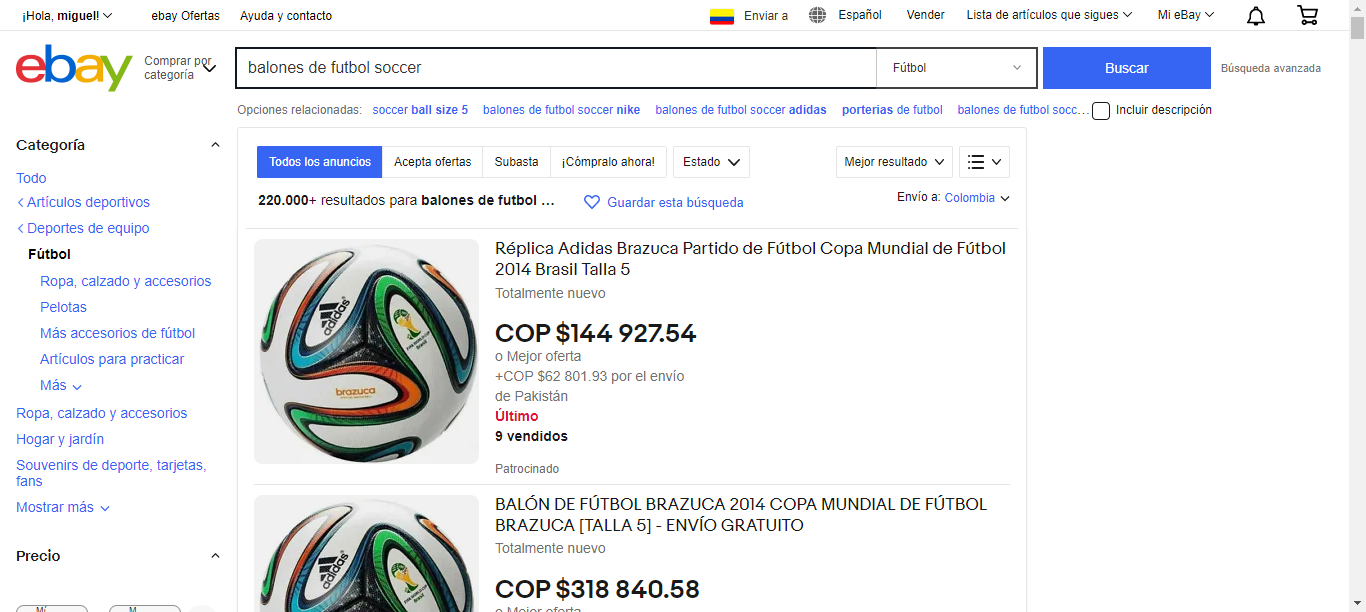 ¡Hola, miguel!
ebay Ofertas
Ayuda y contacto
Enviar a
Español
Vender
Lista de artículos que sigues
Mi eBay
ebay
Comprar por
categoría
balones de futbol soccer
Fútbol
Buscar
Búsqueda avanzada
Opciones relacionadas:
soccer ball size 5
balones de futbol soccer nike
balones de futbol soccer adidas
porterias de futbol
balones de futbol socc...
Incluir descripción
Categoría
Todo
Artículos deportivos
Deportes de equipo
Fútbol
Ropa, calzado y accesorios
Pelotas
Más accesorios de fútbol
Artículos para practicar
Más
Ropa, calzado y accesorios
Hogar y jardín
Souvenirs de deporte, tarjetas,
fans
Mostrar más
Precio
Todos los anuncios
Acepta ofertas
Subasta
¡Cómpralo ahora!
Estado
Mejor resultado
220.000+ resultados para balones de futbol ...
Guardar esta búsqueda
Envío a: Colombia
adidas
FIFA WORLD CUP
Brasil
brazuca
Réplica Adidas Brazuca Partido de Fútbol Copa Mundial de Fútbol
2014 Brasil Talla 5
Totalmente nuevo
COP $144 927.54
o Mejor oferta
+COP $62 801.93 por el envío
de Pakistán
Último
9 vendidos
Patrocinado
adidas
BALÓN DE FÚTBOL BRAZUCA 2014 COPA MUNDIAL DE FÚTBOL
BRAZUCA [TALLA 5] - ENVÍO GRATUITO
Totalmente nuevo
COP $318 840.58
o Mejor oferta